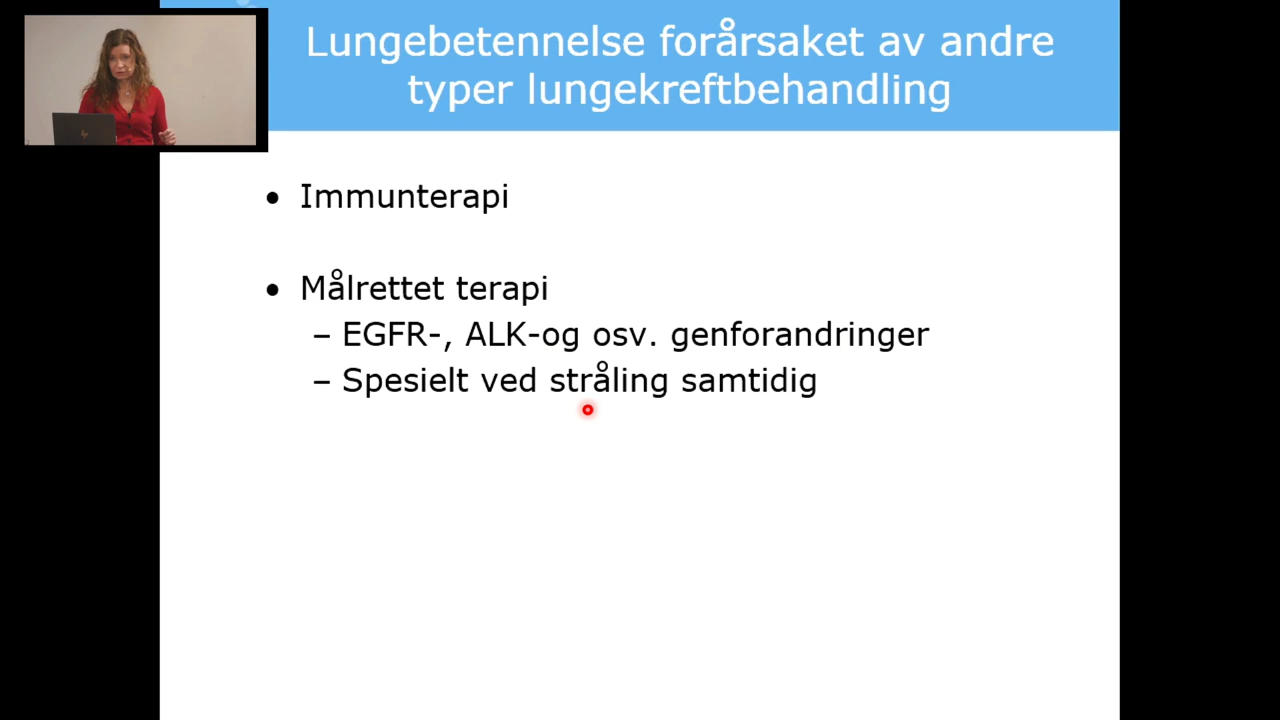 Lungebetennelse forårsaket av andre
typer lungekreftbehandling
• Immunterapi
• Målrettet terapi
– EGFR-, ALK-og osv. genforandringer
– Spesielt ved stråling samtidig